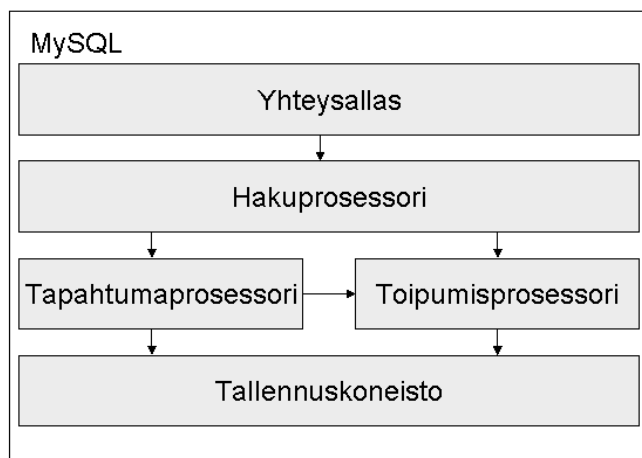 MySQL
Yhteysallas
Hakuprosessori
Tapahtumaprosessori
Toipumisprosessori
Tallennuskoneisto